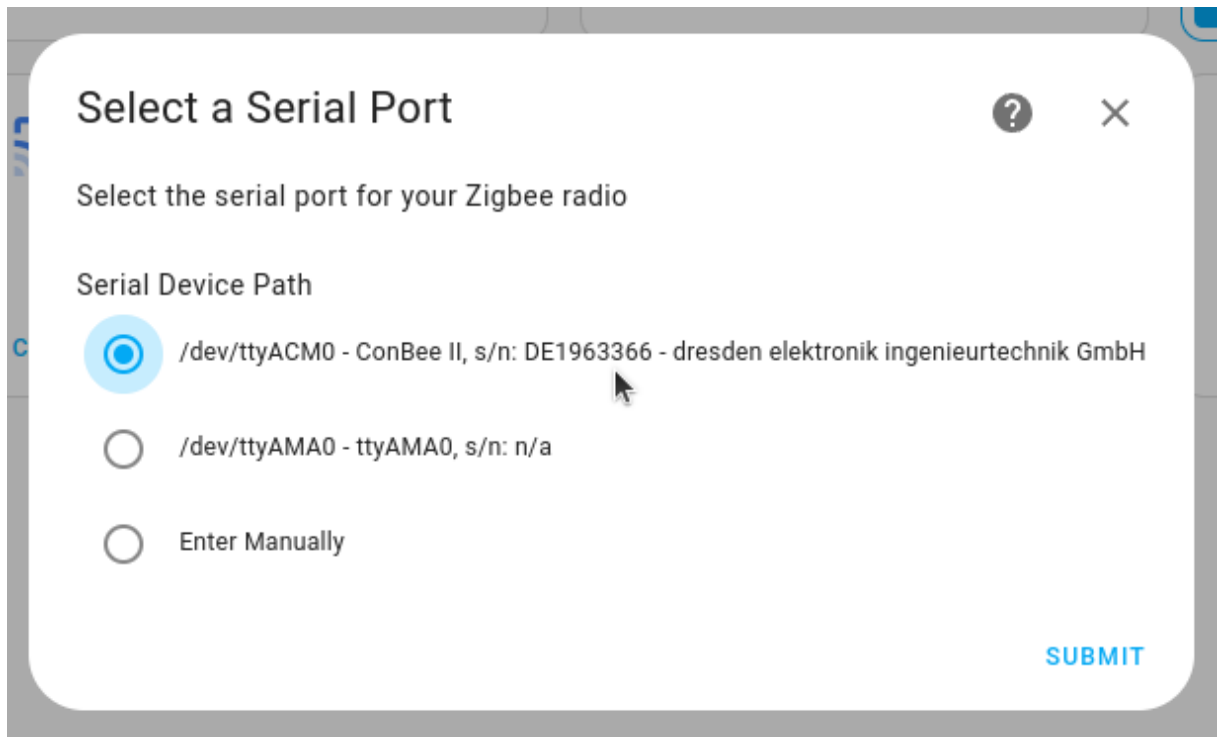 Select a Serial Port
Select the serial port for your Zigbee radio
Serial Device Path
/dev/ttyACM0 - ConBee II, s/n: DE1963366 - dresden elektronik ingenieurtechnik GmbH
/dev/ttyAMA0 - ttyAMA0, s/n: n/a
Enter Manually
SUBMIT